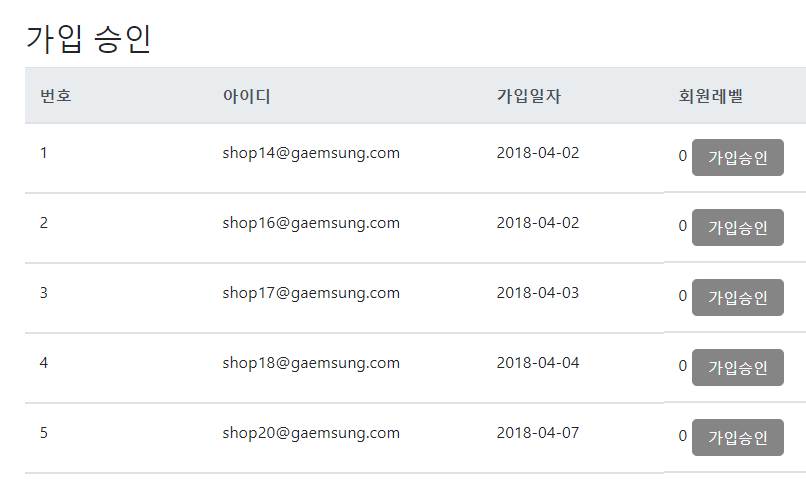 가입 승인
번호 아이디 가입일자 회원레벨
1 shop14@gaemsung.com 2018-04-02 0 가입승인
2 shop16@gaemsung.com 2018-04-02 0 가입승인
3 shop17@gaemsung.com 2018-04-03 0 가입승인
4 shop18@gaemsung.com 2018-04-04 0 가입승인
5 shop20@gaemsung.com 2018-04-07 0 가입승인